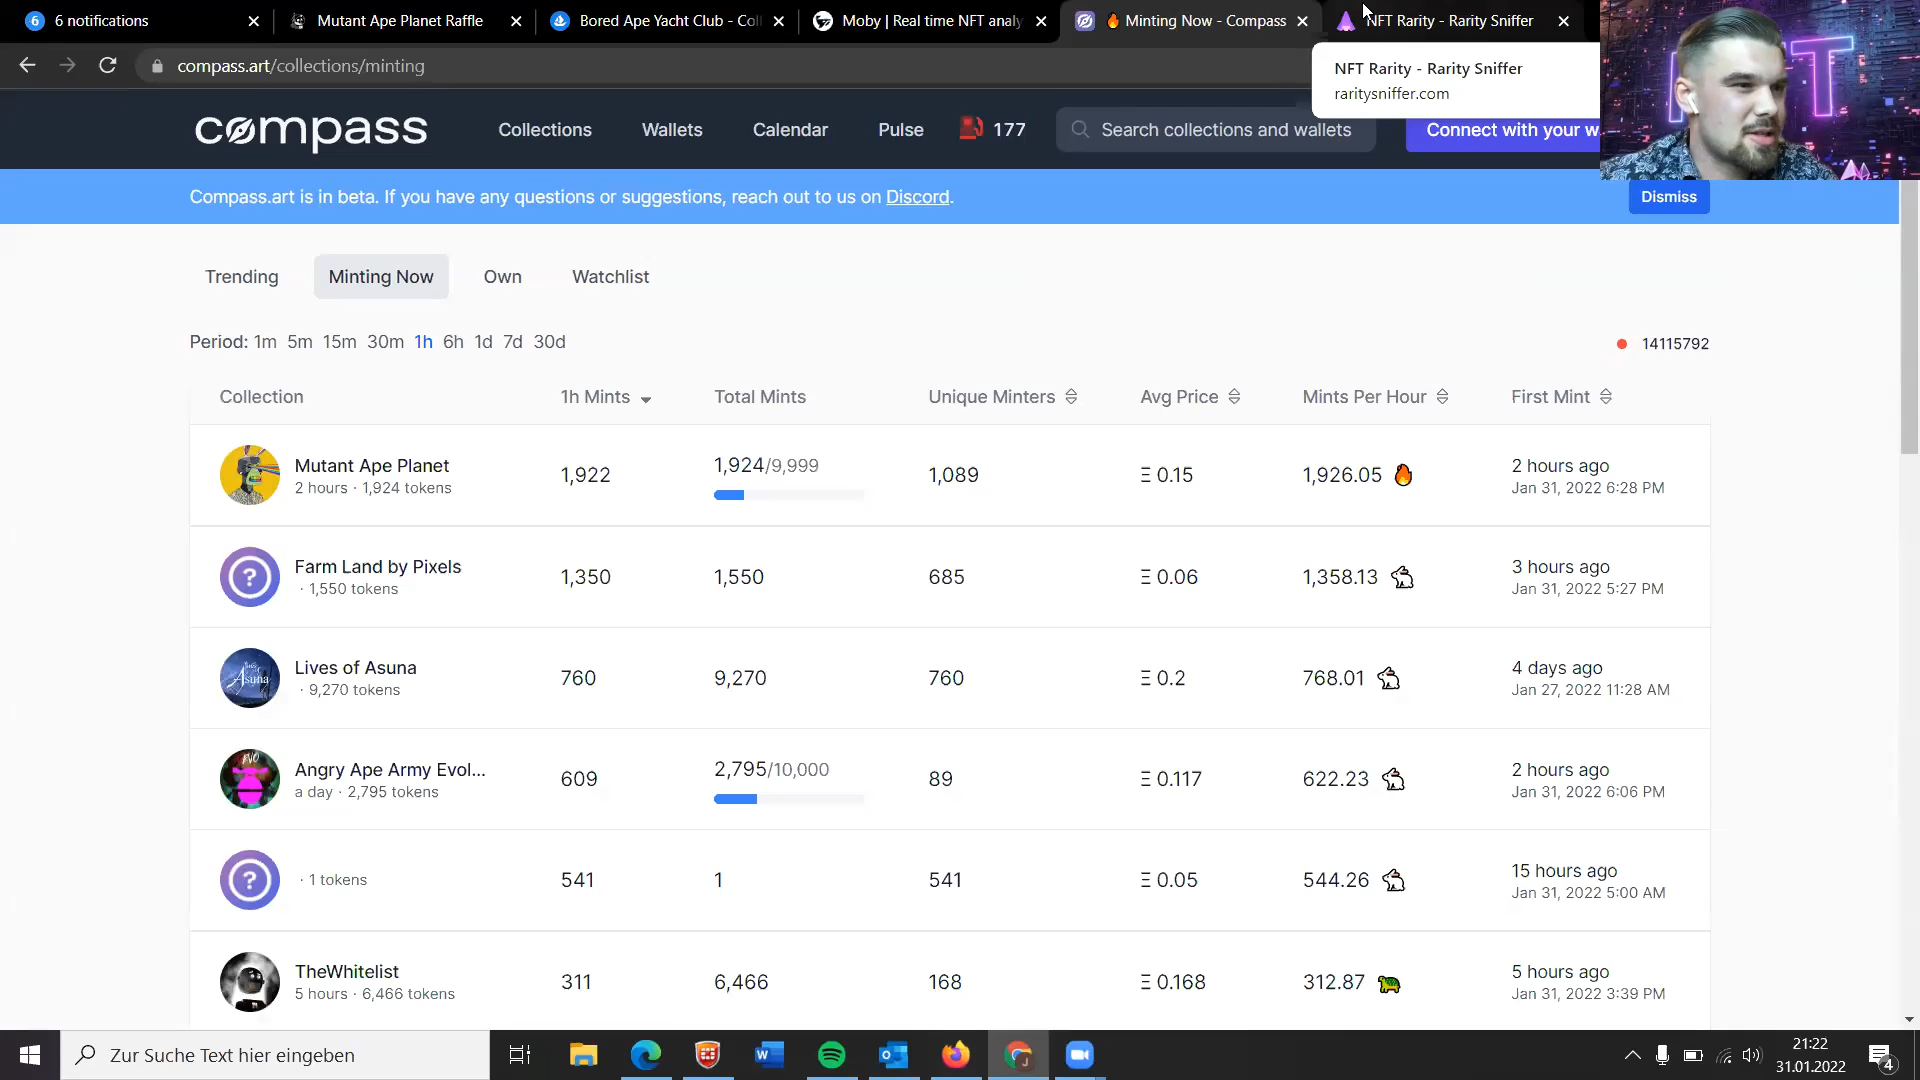 6 notifications
Mutant Ape Planet Raffle
Bored Ape Yacht Club - Coll
Moby | Real time NFT analy
Minting Now - Compass
NFT Rarity - Rarity Sniffer
compass.art/collections/minting
NFT Rarity - Rarity Sniffer
raritysniffer.com
compass
Collections
Wallets
Calendar
Pulse
177
Search collections and wallets
Connect with your w
Compass.art is in beta. If you have any questions or suggestions, reach out to us on Discord.
Dismiss
Trending
Minting Now
Own
Watchlist
Period: 1m 5m 15m 30m 1h 6h 1d 7d 30d
14115792
Collection
1h Mints
Total Mints
Unique Minters
Avg Price
Mints Per Hour
First Mint
Mutant Ape Planet
2 hours · 1,924 tokens
1,922
1,924/9,999
1,089
Ξ 0.15
1,926.05
2 hours ago
Jan 31, 2022 6:28 PM
Farm Land by Pixels
· 1,550 tokens
1,350
1,550
685
Ξ 0.06
1,358.13
3 hours ago
Jan 31, 2022 5:27 PM
Lives of Asuna
· 9,270 tokens
760
9,270
760
Ξ 0.2
768.01
4 days ago
Jan 27, 2022 11:28 AM
Angry Ape Army Evol...
a day · 2,795 tokens
609
2,795/10,000
89
Ξ 0.117
622.23
2 hours ago
Jan 31, 2022 6:06 PM
· 1 tokens
541
1
541
Ξ 0.05
544.26
15 hours ago
Jan 31, 2022 5:00 AM
TheWhitelist
5 hours · 6,466 tokens
311
6,466
168
Ξ 0.168
312.87
5 hours ago
Jan 31, 2022 3:39 PM
Zur Suche Text hier eingeben
21:22
31.01.2022
4